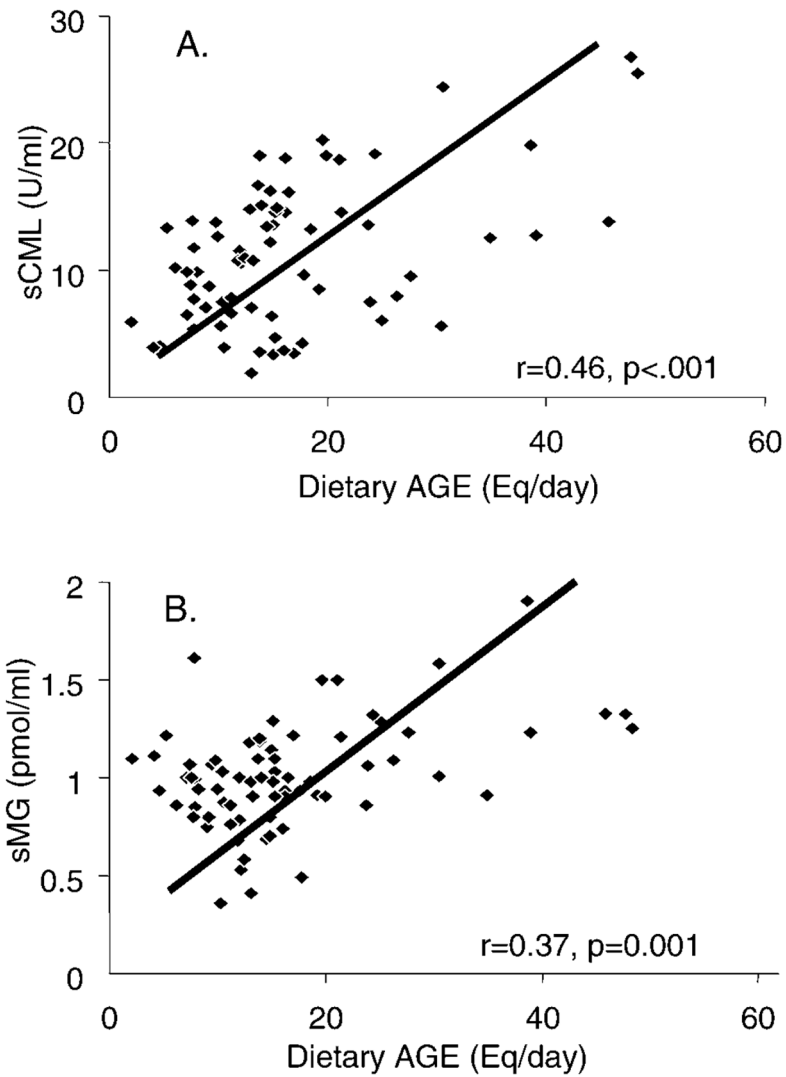 A.
30
20
10
0
sCML (U/ml)
r=0.46, p<.001
0 20 40 60
Dietary AGE (Eq/day)
B.
2
1.5
1
0.5
0
sMG (pmol/ml)
r=0.37, p=0.001
0 20 40 60
Dietary AGE (Eq/day)